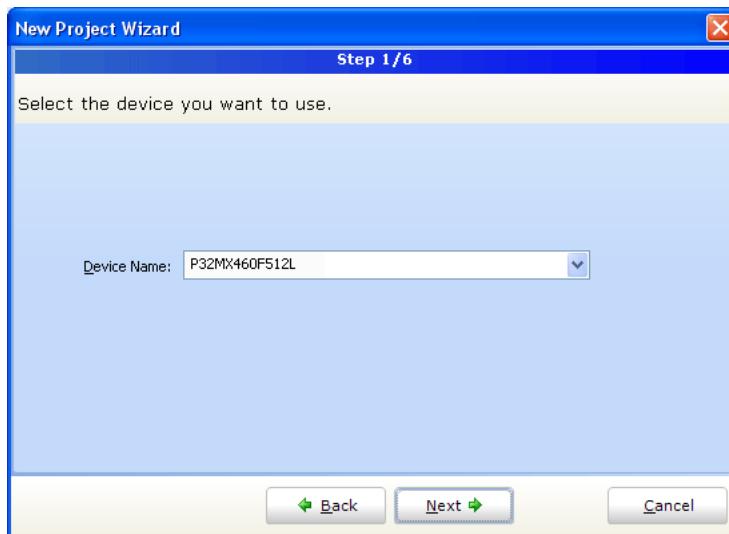 New Project Wizard
Step 1/6
Select the device you want to use.
Device Name: P32MX460F512L
Back Next Cancel